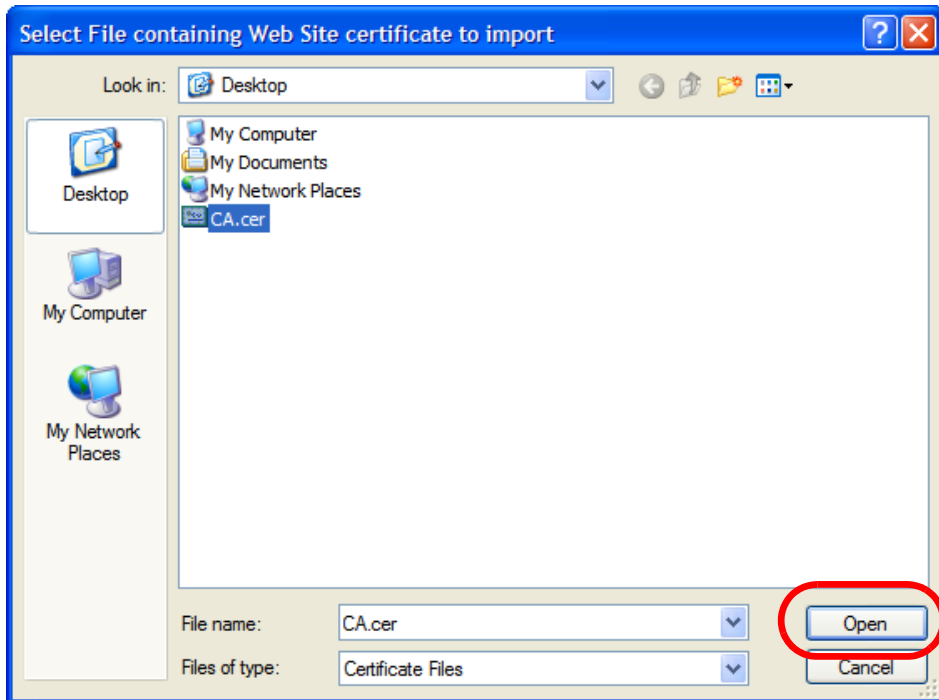 Select File containing Web Site certificate to import
Look in: Desktop
My Computer
My Documents
My Network Places
CA.cer
Desktop
My Computer
My Network
Places
File name: CA.cer Open
Files of type: Certificate Files Cancel